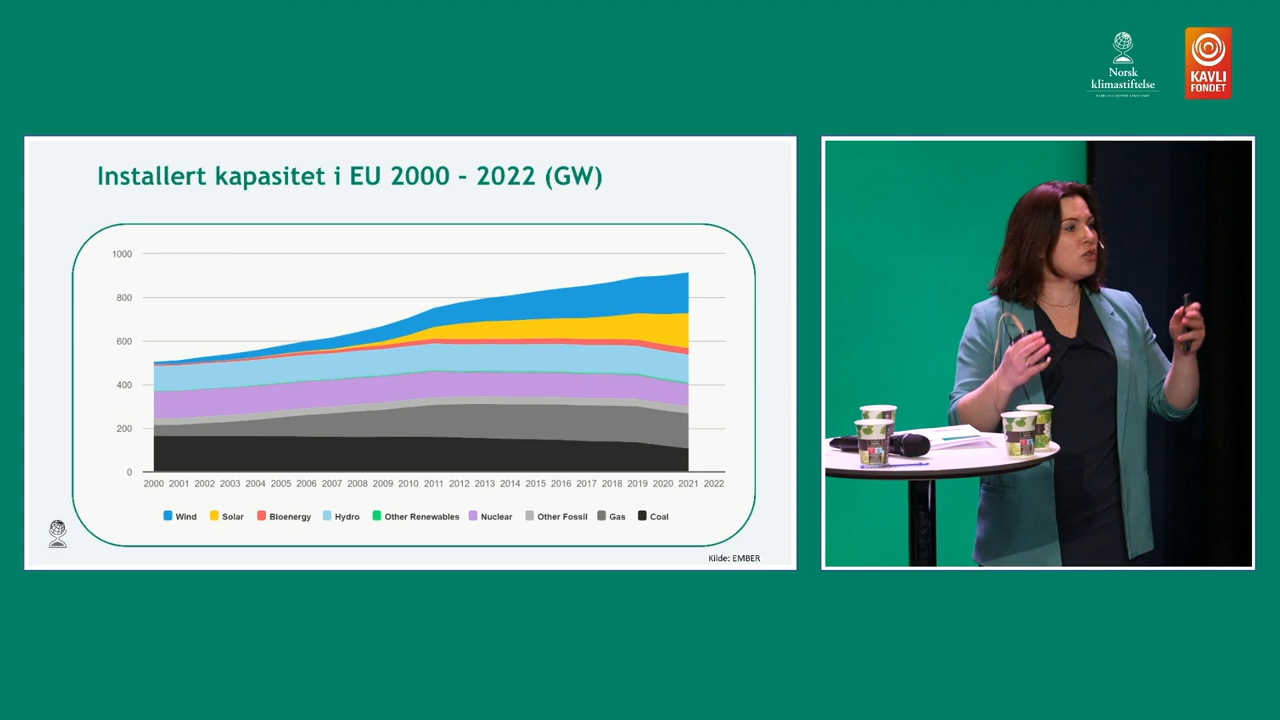 Norsk
klimastiftelse
KAVLI
FONDET
Installert kapasitet i EU 2000 – 2022 (GW)
1000
800
600
400
200
0
2000 2001 2002 2003 2004 2005 2006 2007 2008 2009 2010 2011 2012 2013 2014 2015 2016 2017 2018 2019 2020 2021 2022
Wind Solar Bioenergy Hydro Other Renewables Nuclear Other Fossil Gas Coal
Kilde: EMBER